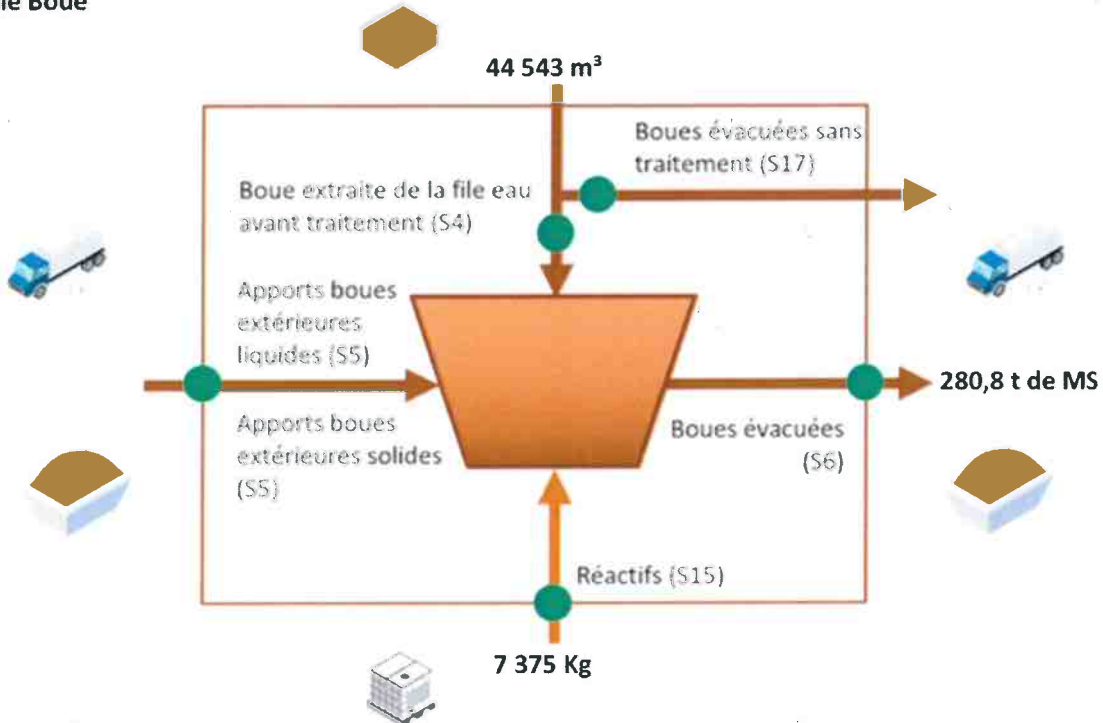 le Boue
44 543 m³
Boues évacuées sans
traitement (S17)
Boue extraite de la file eau
avant traitement (S4)
Apports boues
extérieures
liquides (S5)
280,8 t de MS
Apports boues
extérieures solides
(S5)
Boues évacuées
(S6)
Réactifs (S15)
7 375 Kg